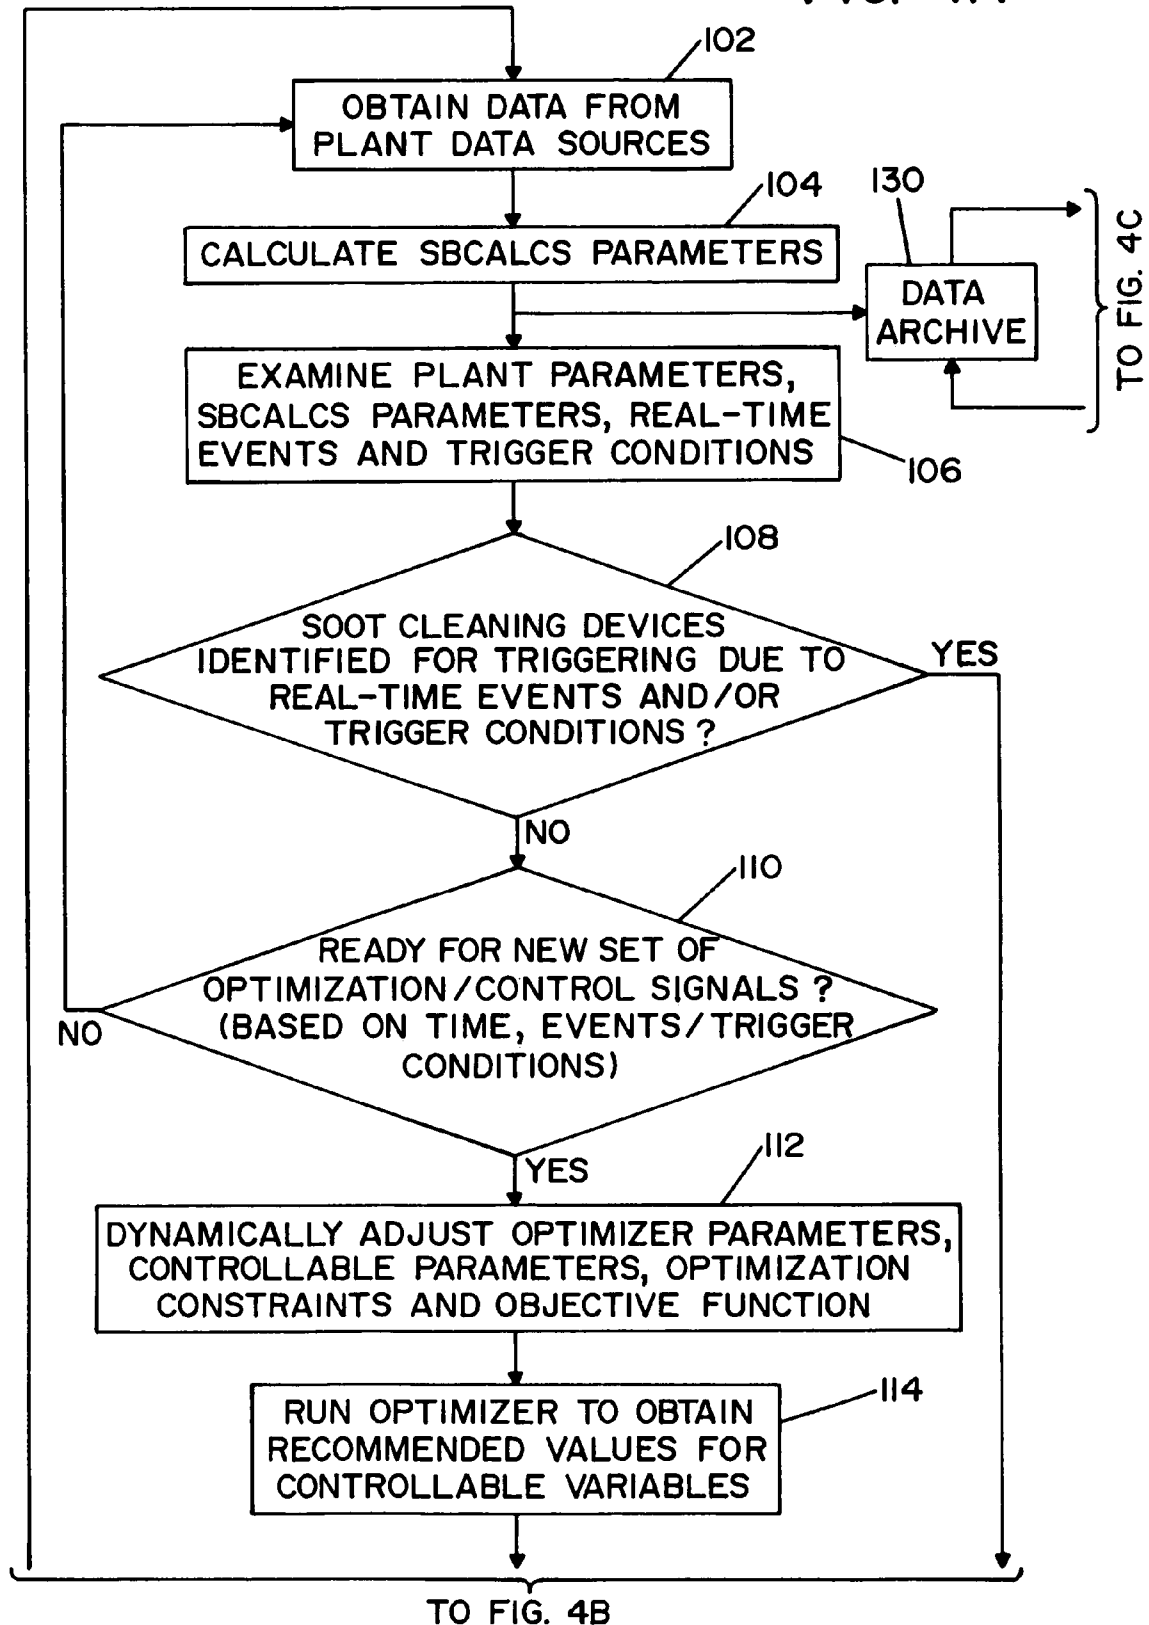 102
OBTAIN DATA FROM
PLANT DATA SOURCES
104
CALCULATE SBCALCS PARAMETERS
130
DATA
ARCHIVE
TO FIG. 4C
EXAMINE PLANT PARAMETERS,
SBCALCS PARAMETERS, REAL-TIME
EVENTS AND TRIGGER CONDITIONS
106
108
SOOT CLEANING DEVICES
IDENTIFIED FOR TRIGGERING DUE TO
REAL-TIME EVENTS AND/OR
TRIGGER CONDITIONS ?
YES
NO
110
READY FOR NEW SET OF
OPTIMIZATION/CONTROL SIGNALS ?
(BASED ON TIME, EVENTS/TRIGGER
CONDITIONS)
NO
YES
112
DYNAMICALLY ADJUST OPTIMIZER PARAMETERS,
CONTROLLABLE PARAMETERS, OPTIMIZATION
CONSTRAINTS AND OBJECTIVE FUNCTION
114
RUN OPTIMIZER TO OBTAIN
RECOMMENDED VALUES FOR
CONTROLLABLE VARIABLES
TO FIG. 4B